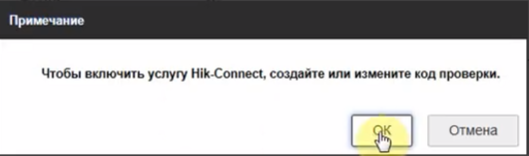 Примечание
Чтобы включить услугу Hik-Connect, создайте или измените код проверки.
OK
Отмена